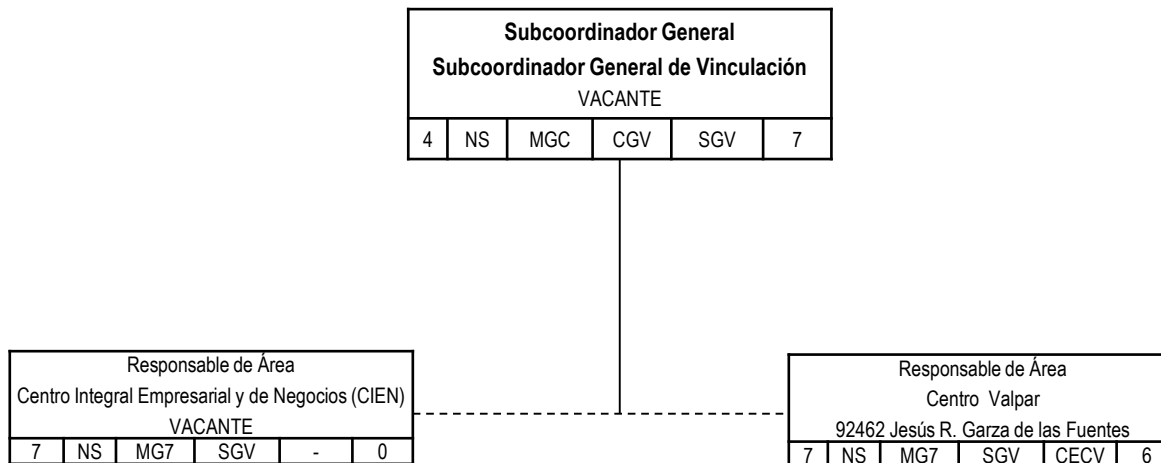 Subcoordinador General
Subcoordinador General de Vinculación
VACANTE
4 NS MGC CGV SGV 7
Responsable de Área
Centro Integral Empresarial y de Negocios (CIEN)
VACANTE
7 NS MG7 SGV - 0
Responsable de Área
Centro Valpar
92462 Jesús R. Garza de las Fuentes
7 NS MG7 SGV CECV 6